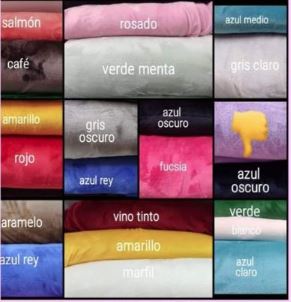 salmón
rosado
azul medio
café
verde menta
gris claro
amarillo
gris
oscuro
azul
oscuro
rojo
azul rey
fucsia
azul
oscuro
aramelo
vino tinto
verde
blanco
azul rey
amarillo
marfil
azul
claro